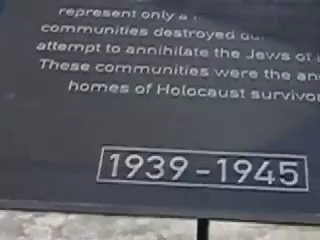 represent only a
communities destroyed
attempt to annihilate the Jews of
These communities were the
homes of Holocaust
1939-1945